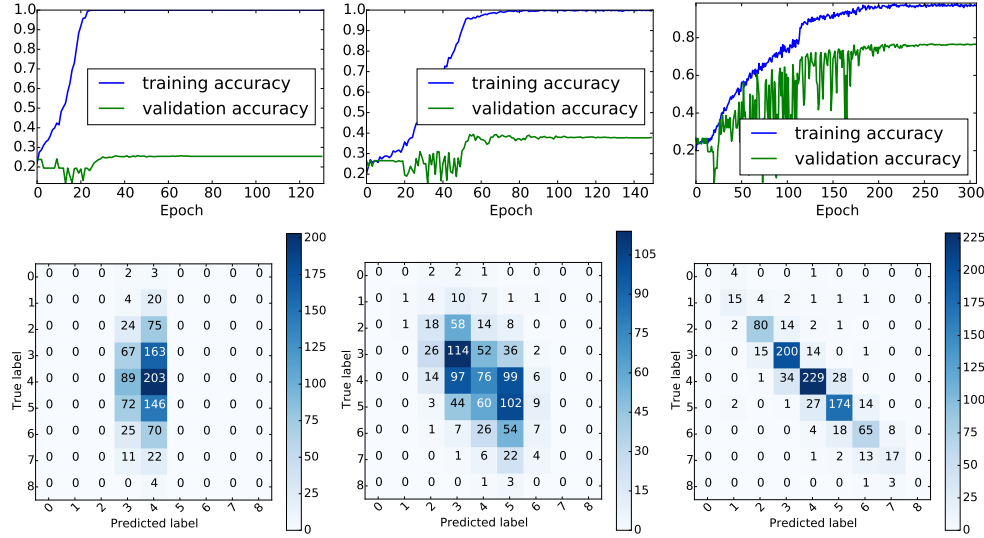 1.0
0.9
0.8
0.7
0.6
0.5
0.4
0.3
0.2
training accuracy
validation accuracy
0 20 40 60 80 100 120
Epoch
1.0
0.9
0.8
0.7
0.6
0.5
0.4
0.3
0.2
training accuracy
validation accuracy
0 20 40 60 80 100 120 140
Epoch
0.8
0.6
0.4
0.2
training accuracy
validation accuracy
0 50 100 150 200 250 300
Epoch
True label
0 0 0 0 2 3 0 0 0 0
1 0 0 0 4 20 0 0 0 0
2 0 0 0 24 75 0 0 0 0
3 0 0 0 67 163 0 0 0 0
4 0 0 0 89 203 0 0 0 0
5 0 0 0 72 146 0 0 0 0
6 0 0 0 25 70 0 0 0 0
7 0 0 0 11 22 0 0 0 0
8 0 0 0 0 4 0 0 0 0
0 1 2 3 4 5 6 7 8
Predicted label
200
175
150
125
100
75
50
25
0
True label
0 0 0 2 2 1 0 0 0 0
1 0 1 4 10 7 1 1 0 0
2 0 1 18 58 14 8 0 0 0
3 0 0 26 114 52 36 2 0 0
4 0 0 14 97 76 99 6 0 0
5 0 0 3 44 60 102 9 0 0
6 0 0 1 7 26 54 7 0 0
7 0 0 0 1 6 22 4 0 0
8 0 0 0 0 1 3 0 0 0
0 1 2 3 4 5 6 7 8
Predicted label
105
90
75
60
45
30
15
0
True label
0 0 4 0 0 1 0 0 0 0
1 0 15 4 2 1 1 1 0 0
2 0 2 80 14 2 1 0 0 0
3 0 0 15 200 14 0 1 0 0
4 0 0 1 34 229 28 0 0 0
5 0 2 0 1 27 174 14 0 0
6 0 0 0 0 4 18 65 8 0
7 0 0 0 0 1 2 13 17 0
8 0 0 0 0 0 0 1 3 0
0 1 2 3 4 5 6 7 8
Predicted label
225
200
175
150
125
100
75
50
25
0